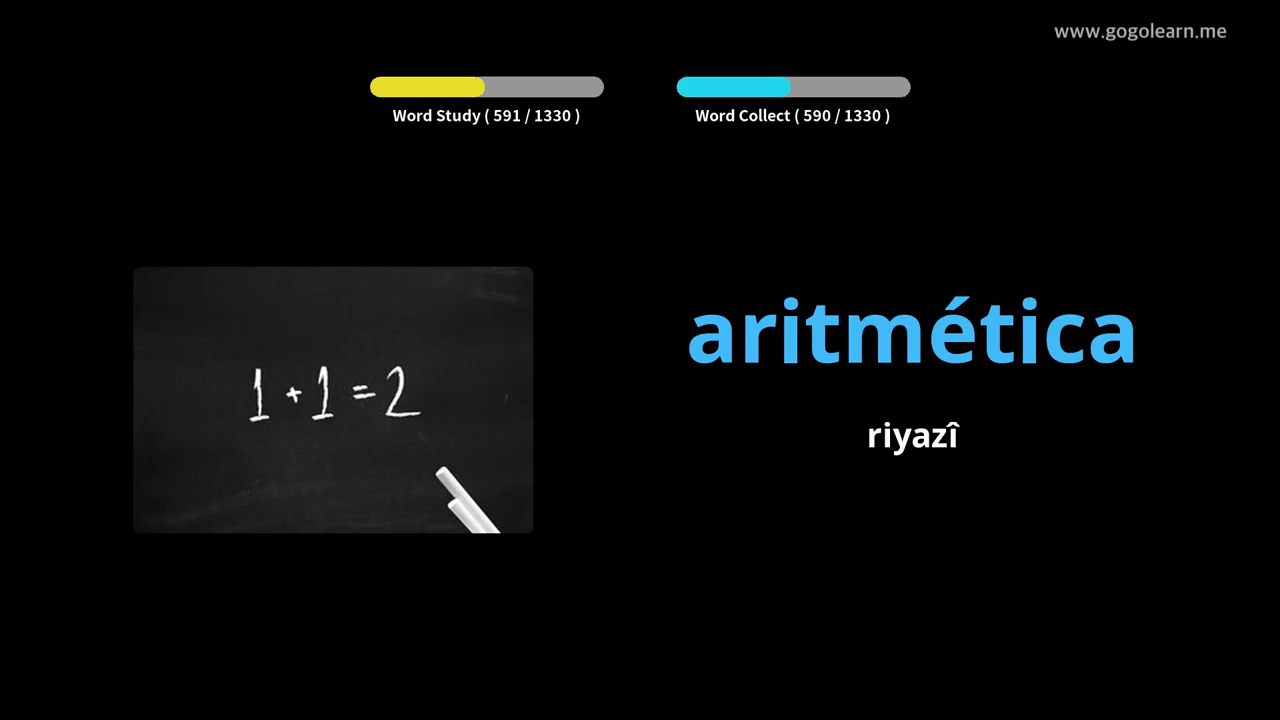 www.gogolearn.me
Word Study ( 591 / 1330 )
Word Collect ( 590 / 1330 )
1 + 1 = 2
aritmética
riyazî